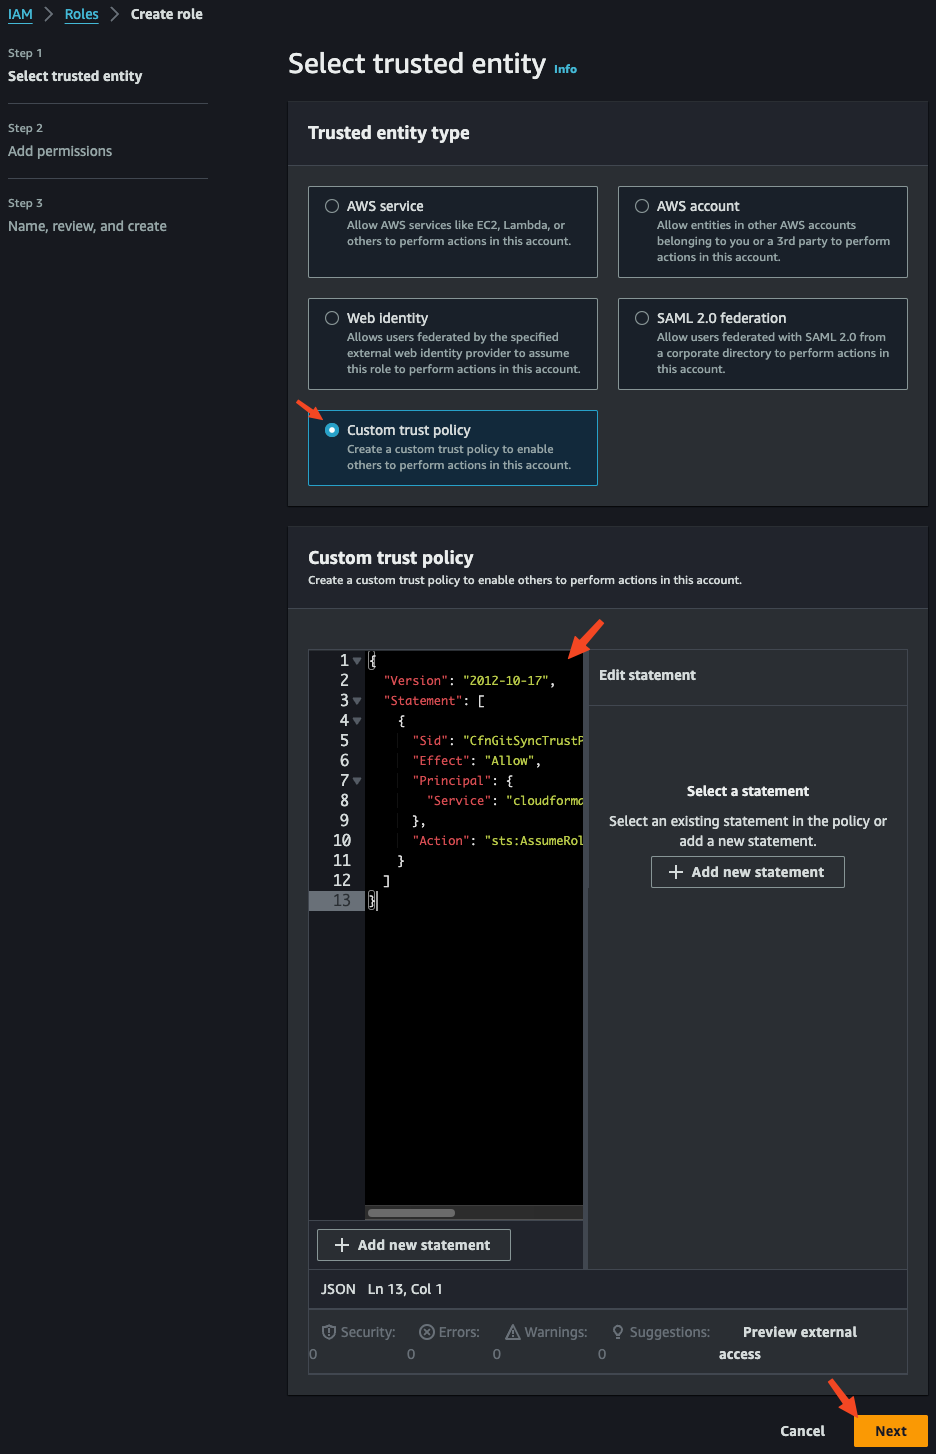 IAM > Roles > Create role
Step 1
Select trusted entity
Step 2
Add permissions
Step 3
Name, review, and create
Select trusted entity Info
Trusted entity type
AWS service
Allow AWS services like EC2, Lambda, or
others to perform actions in this account.
AWS account
Allow entities in other AWS accounts
belonging to you or a 3rd party to perform
actions in this account.
Web identity
Allows users federated by the specified
external web identity provider to assume
this role to perform actions in this account.
SAML 2.0 federation
Allow users federated with SAML 2.0 from
a corporate directory to perform actions in
this account.
Custom trust policy
Create a custom trust policy to enable
others to perform actions in this account.
Custom trust policy
Create a custom trust policy to enable others to perform actions in this account.
1 {
2 "Version": "2012-10-17",
3 "Statement": [
4 {
5 "Sid": "CfnGitSyncTrustP
6 "Effect": "Allow",
7 "Principal": {
8 "Service": "cloudforma
9 },
10 "Action": "sts:AssumeRol
11 }
12 ]
13 }
+ Add new statement
Edit statement
Select a statement
Select an existing statement in the policy or
add a new statement.
+ Add new statement
JSON Ln 13, Col 1
Security: 0
Errors: 0
Warnings: 0
Suggestions: 0
Preview external
access
Cancel
Next